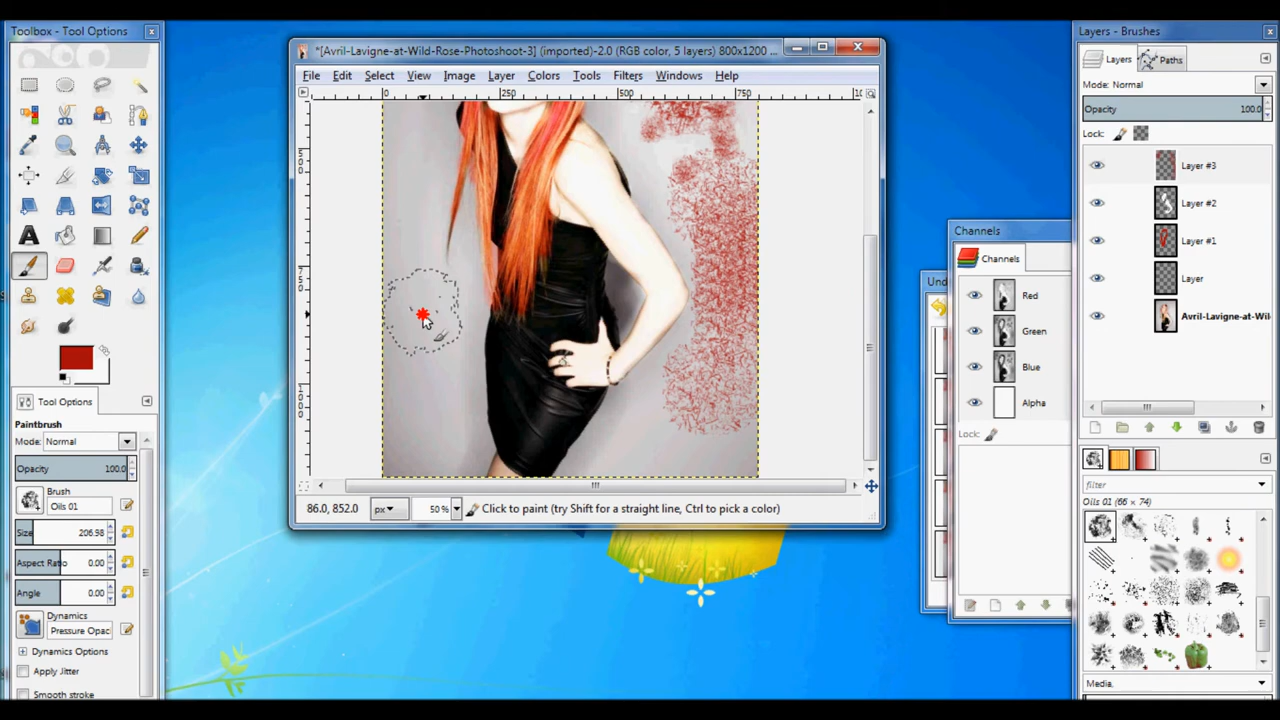 Toolbox - Tool Options
*[Avril-Lavigne-at-Wild-Rose-Photoshoot-3] (imported)-2.0 (RGB color, 5 layers) 800x1200 ...
File Edit Select View Image Layer Colors Tools Filters Windows Help
0 250 500 750
500
750
1000
Tool Options
Paintbrush
Mode: Normal
Opacity 100.0
Brush
Oils 01
Size 206.98
Aspect Ratio 0.00
Angle 0.00
Dynamics
Pressure Opac
Dynamics Options
Apply Jitter
Smooth stroke
86.0, 852.0 px 50 % Click to paint (try Shift for a straight line, Ctrl to pick a color)
Und
Channels
Channels
Red
Green
Blue
Alpha
Lock:
Layers - Brushes
Layers Paths
Mode: Normal
Opacity 100.0
Lock:
Layer #3
Layer #2
Layer #1
Layer
Avril-Lavigne-at-Wil
filter
Oils 01 (66 × 74)
Media,